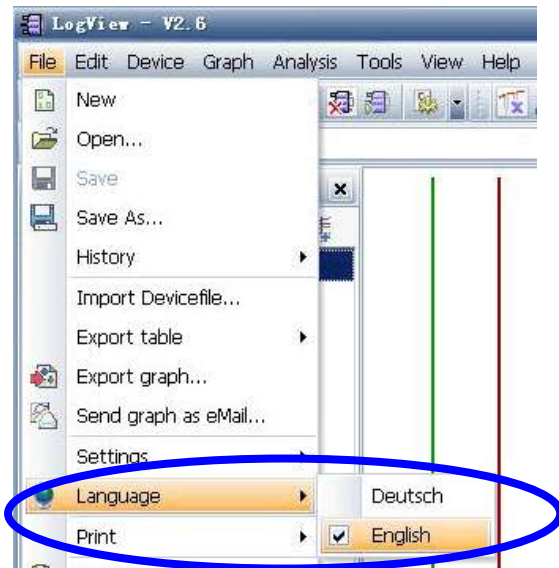 LogView - V2.6
File Edit Device Graph Analysis Tools View Help
New
Open...
Save
Save As...
History
Import Devicefile...
Export table
Export graph...
Send graph as eMail...
Settings
Language
Deutsch
Print
English